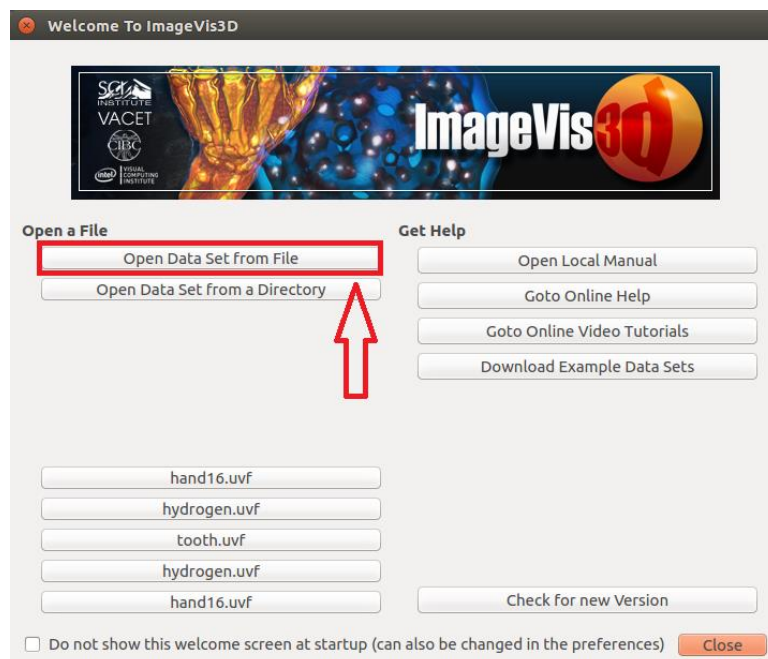 Welcome To ImageVis3D
SCI
INSTITUTE
VACET
CIBC
intel VISUAL
COMPUTING
INSTITUTE
ImageVis3d
Open a File
Open Data Set from File
Open Data Set from a Directory
hand16.uvf
hydrogen.uvf
tooth.uvf
hydrogen.uvf
hand16.uvf
Get Help
Open Local Manual
Goto Online Help
Goto Online Video Tutorials
Download Example Data Sets
Check for new Version
Do not show this welcome screen at startup (can also be changed in the preferences)
Close